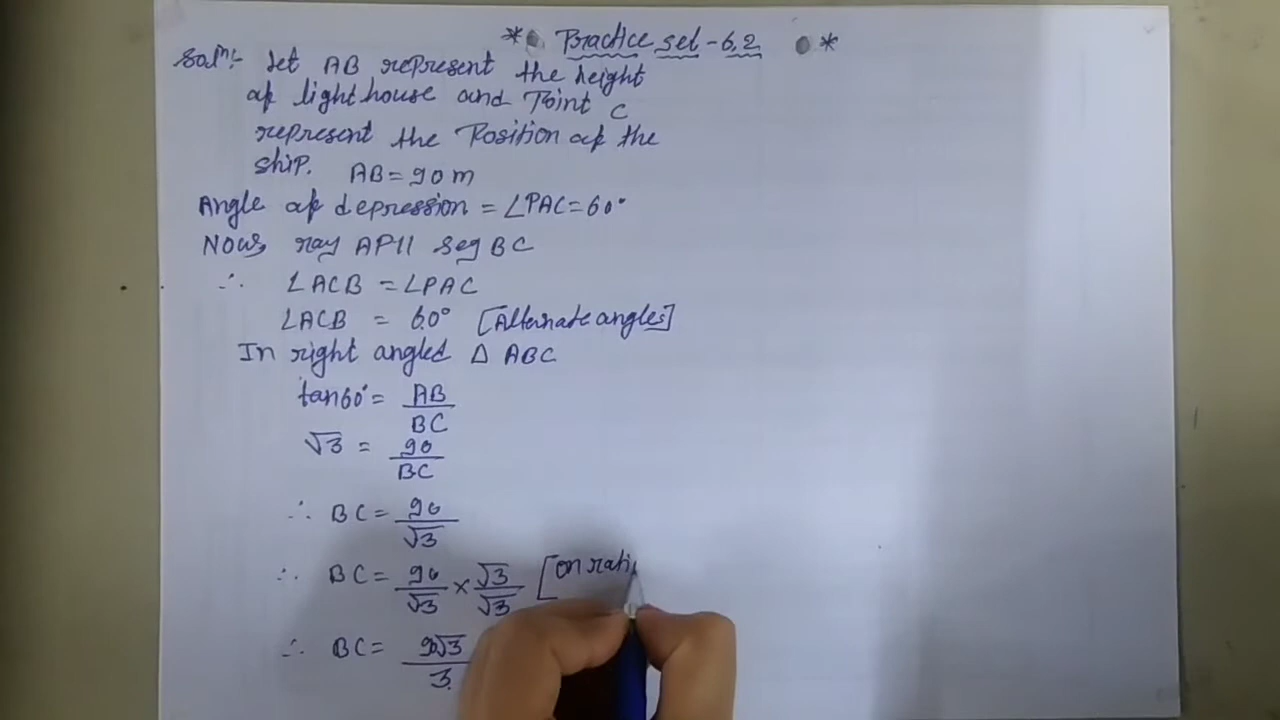 * Practice set - 6.2 *
Solⁿ:- Let AB represent the height
of light house and Point C
represent the Position of the
ship. AB = 90 m
Angle of depression = ∠PAC = 60°
Now ray AP || seg BC
∴ ∠ACB = ∠PAC
∠ACB = 60° [Alternate angles]
In right angled Δ ABC
tan60° = AB/BC
√3 = 90/BC
∴ BC = 90/√3
∴ BC = 90/√3 × √3/√3 [on rati
∴ BC = 90√3/3